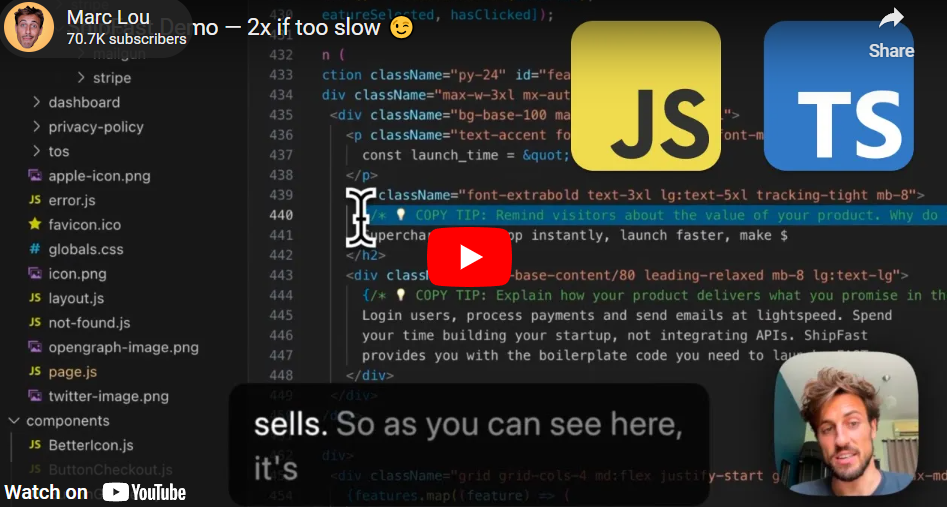 Marc Lou
70.7K subscribers
Demo — 2x if too slow 😉
Share
JS
TS
stripe
dashboard
privacy-policy
tos
apple-icon.png
JS error.js
favicon.ico
# globals.css
icon.png
JS layout.js
JS not-found.js
opengraph-image.png
JS page.js
twitter-image.png
components
JS BetterIcon.js
JS ButtonCheckout.js
eatureSelected, hasClicked]);
431
432 n (
433 ction className="py-24" id="fea
434 div className="max-w-3xl mx-aut
435 <div className="bg-base-100 ma
436 <p className="text-accent fo
437 const launch_time = &quot;
438 </p>
439 className="font-extrabold text-3xl lg:text-5xl tracking-tight mb-8">
440 /* 💡 COPY TIP: Remind visitors about the value of your product. Why do
441 upercha op instantly, launch faster, make $
442 </h2>
443 <div class -base-content/80 leading-relaxed mb-8 lg:text-lg">
444 {/* 💡 COPY TIP: Explain how your product delivers what you promise in th
445 Login users, process payments and send emails at lightspeed. Spend
446 your time building your startup, not integrating APIs. ShipFast
447 provides you with the boilerplate code you need to
448 </div>
sells. So as you can see here,
it's
<div className="grid grid-cols-4 md:flex justify-start
454 {features.map((feature) => {
Watch on YouTube